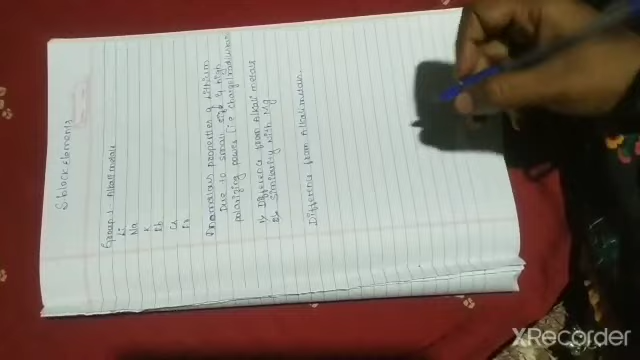 S block elements
Group 1 Alkali metals
Li
Na
K
Rb
Cs
Fr
Anomalous properties of Lithium
Due to small size & high
polarizing power (i.e charge/radius ratio
1. Difference from Alkali metals
2. Similarity with Mg
Difference from Alkali metals.
XRecorder